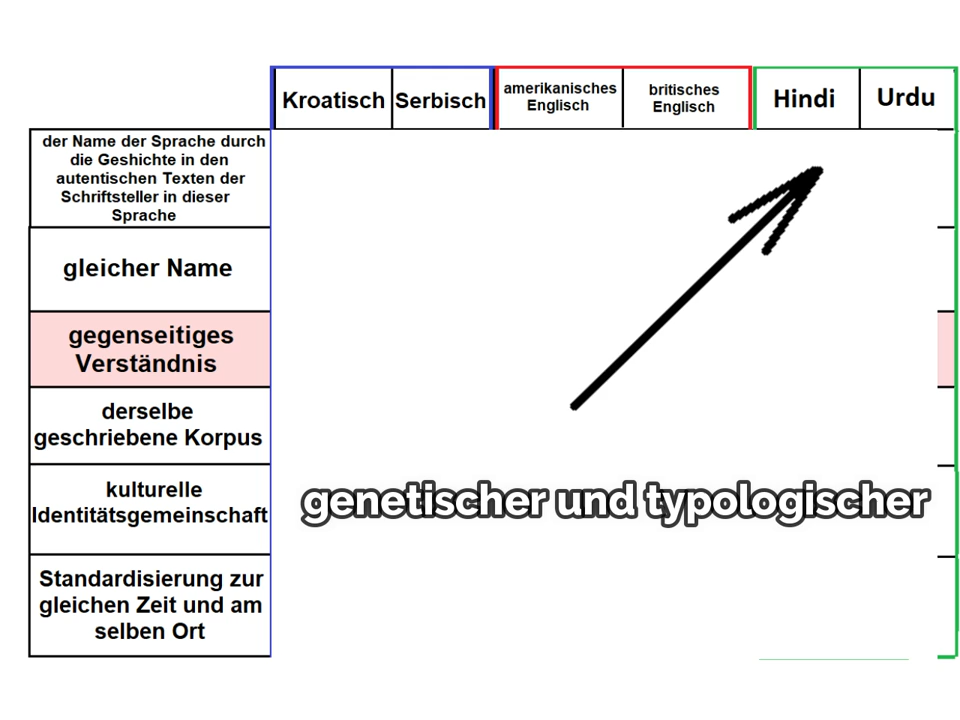 Kroatisch
Serbisch
amerikanisches
Englisch
britisches
Englisch
Hindi
Urdu
der Name der Sprache durch
die Geshichte in den
autentischen Texten der
Schriftsteller in dieser
Sprache
gleicher Name
gegenseitiges
Verständnis
derselbe
geschriebene Korpus
kulturelle
Identitätsgemeinschaft
genetischer und typologischer
Standardisierung zur
gleichen Zeit und am
selben Ort